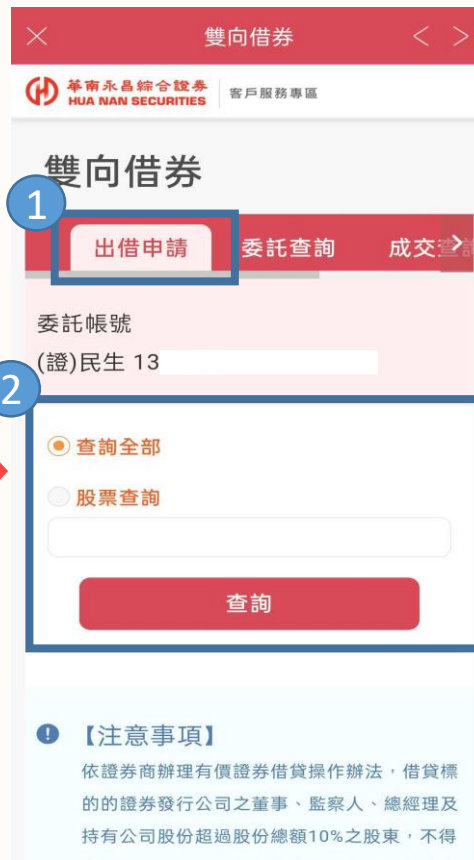 雙向借券
華南永昌綜合證券
HUA NAN SECURITIES
客戶服務專區
雙向借券
1
出借申請 委託查詢 成交查詢
委託帳號
(證)民生 13
2
查詢全部
股票查詢
查詢
【注意事項】
依證券商辦理有價證券借貸操作辦法，借貸標
的的證券發行公司之董事、監察人、總經理及
持有公司股份超過股份總額10%之股東，不得